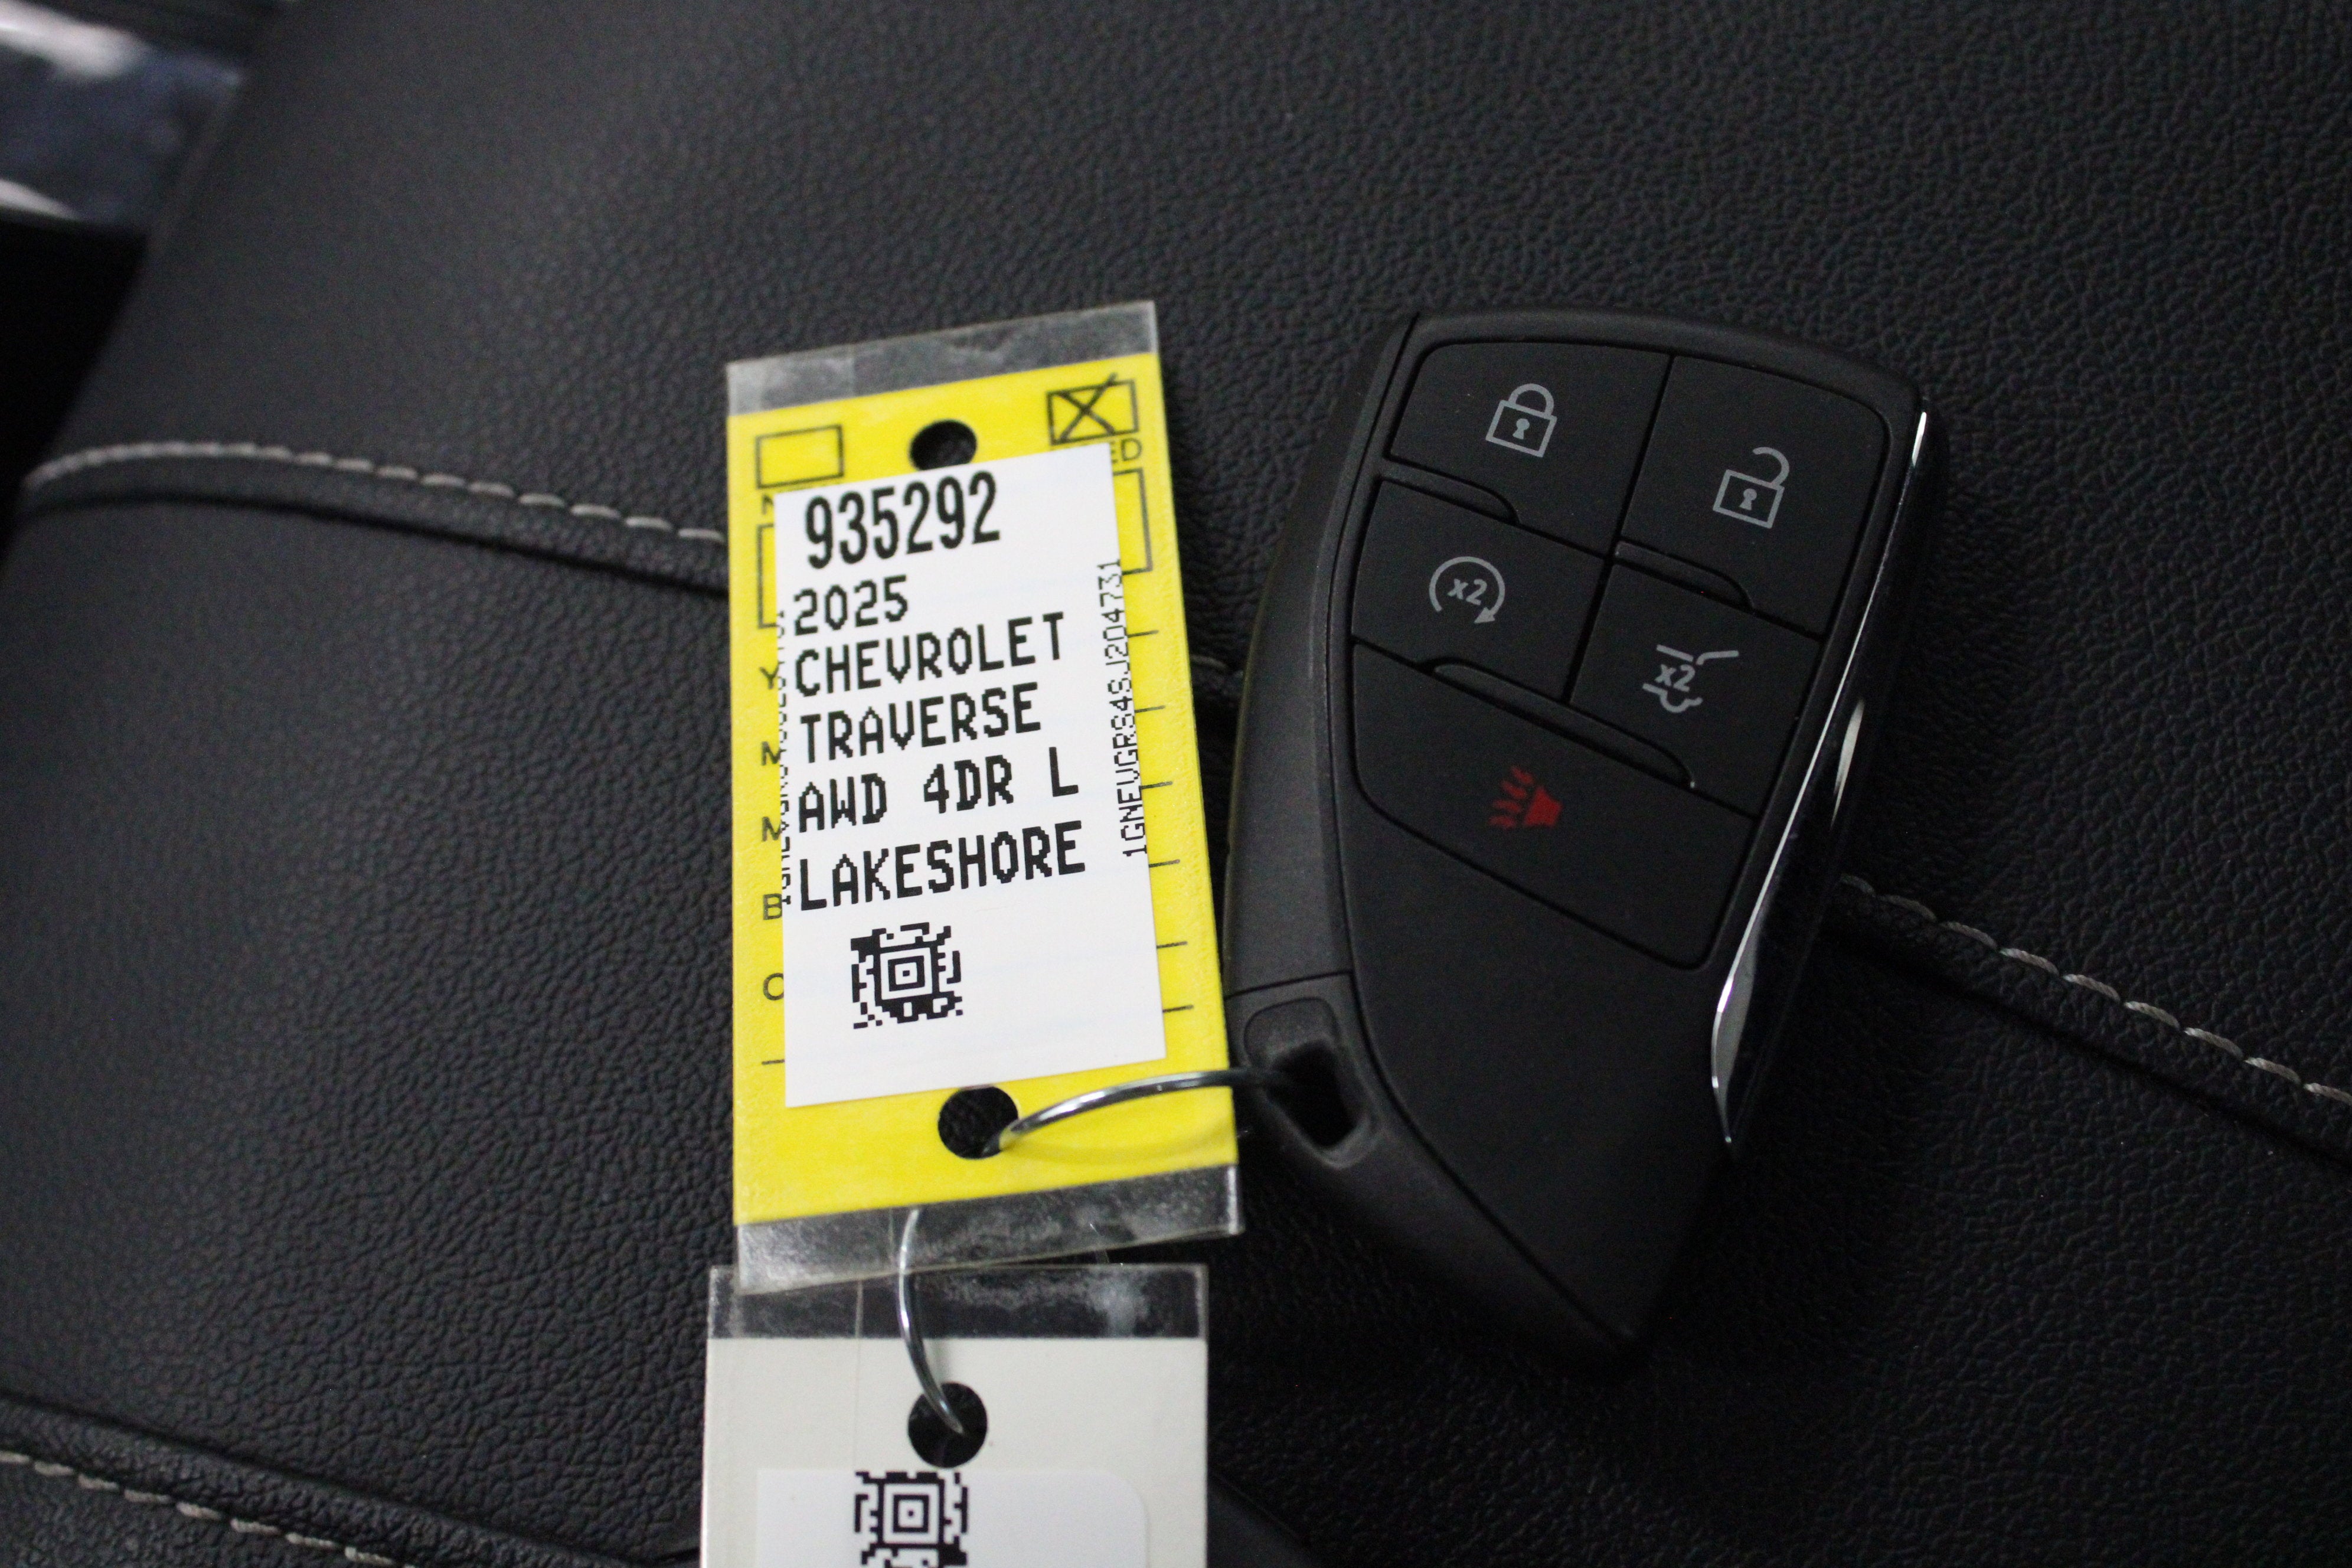 935292
2025
CHEVROLET
TRAVERSE
AWD 4DR L
LAKESHORE
1GNEVGRS4SJ204731
x2
x2